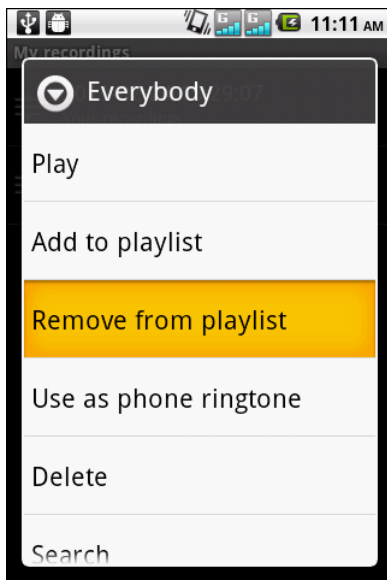 G G 11:11 AM
My recordings
Everybody
Play
Add to playlist
Remove from playlist
Use as phone ringtone
Delete
Search